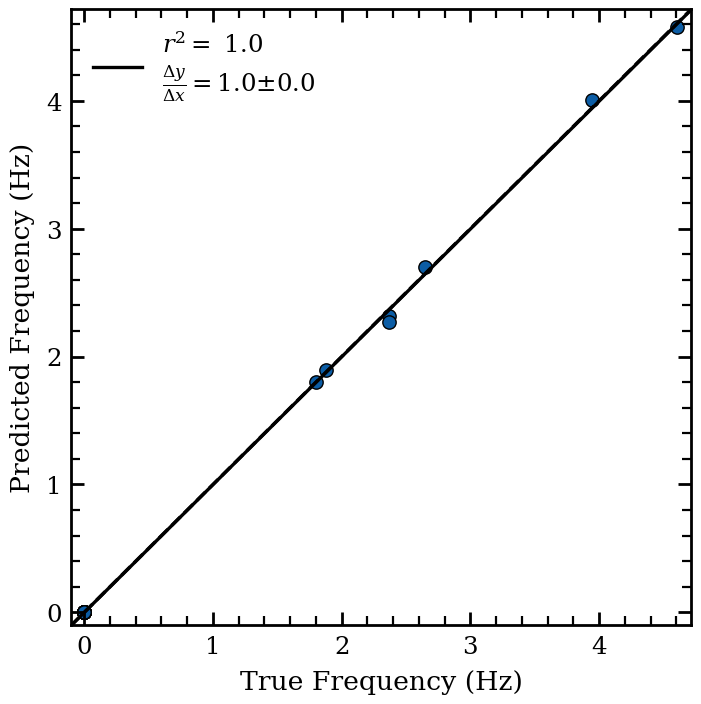 r² = 1.0
Δy/Δx = 1.0±0.0
Predicted Frequency (Hz)
4
3
2
1
0
0 1 2 3 4
True Frequency (Hz)